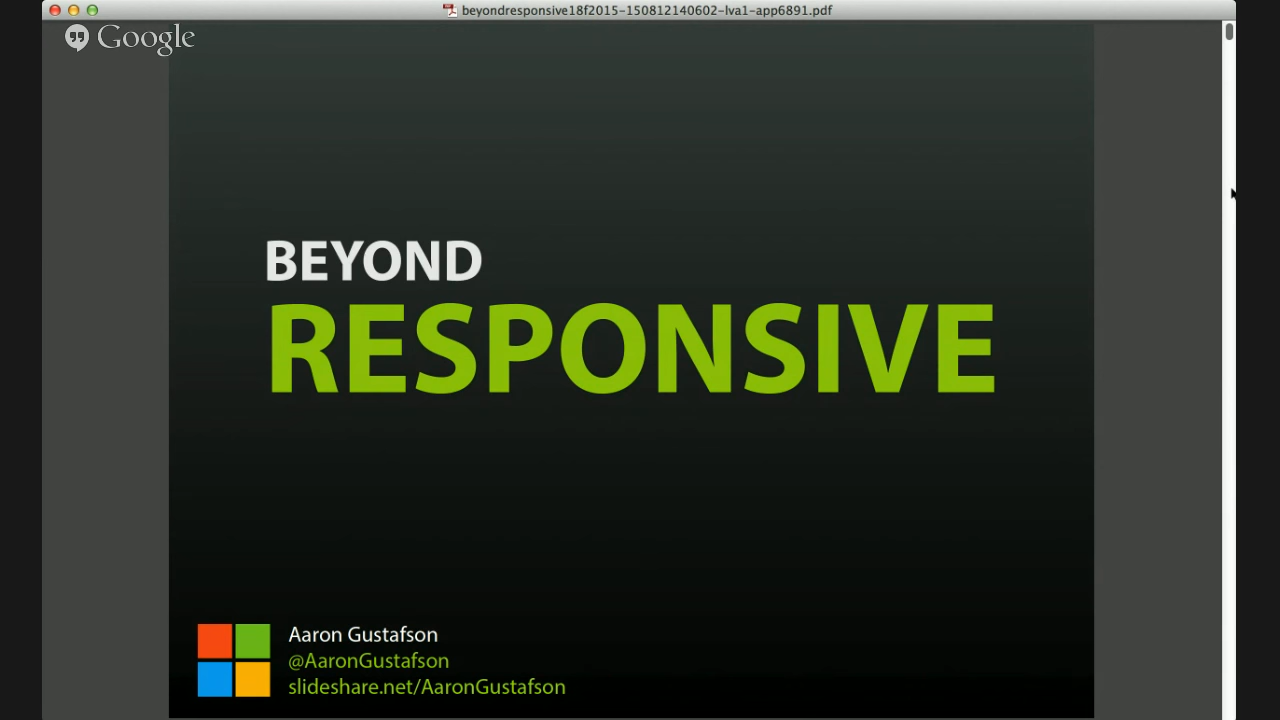 beyondresponsive18f2015-150812140602-lva1-app6891.pdf
Google
BEYOND
RESPONSIVE
Aaron Gustafson
@AaronGustafson
slideshare.net/AaronGustafson